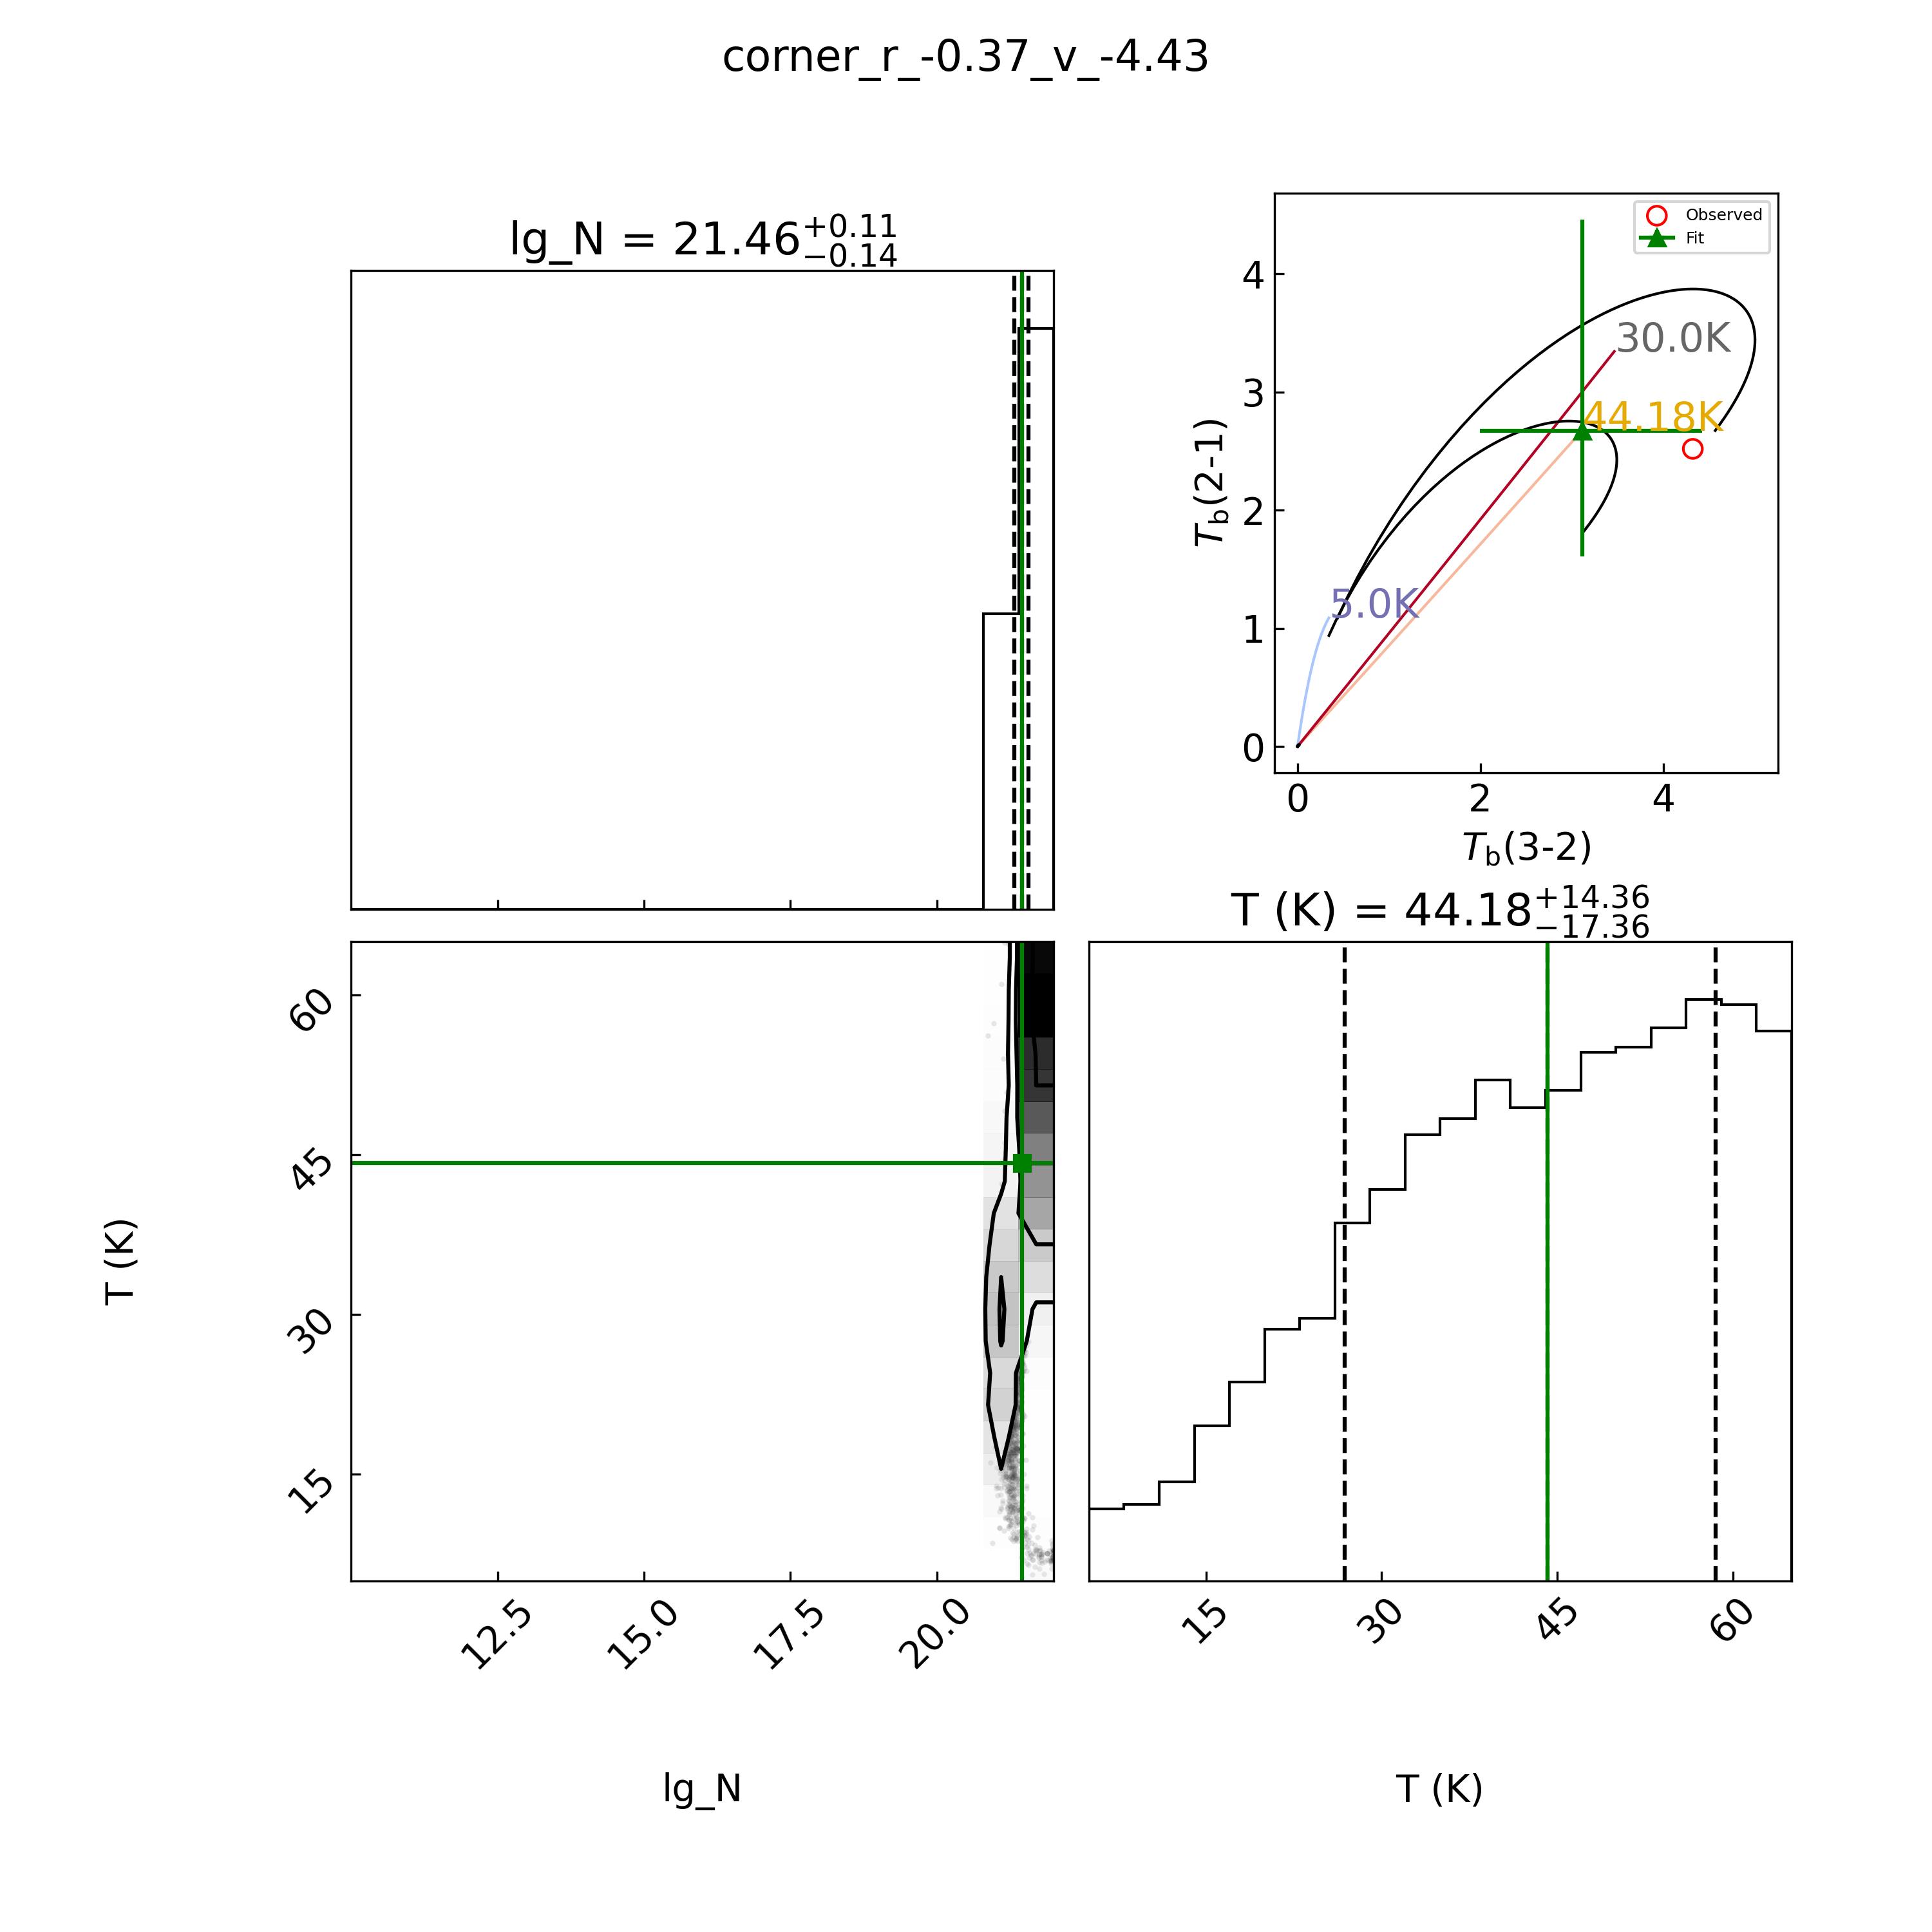 corner_r_-0.37_v_-4.43
lg_N = 21.46+0.11
−0.14
Observed
Fit
4
3
2
1
0
30.0K
44.18K
5.0K
Tb(2-1)
0 2 4
Tb(3-2)
T (K) = 44.18+14.36
−17.36
60
45
30
15
T (K)
12.5 15.0 17.5 20.0
15 30 45 60
lg_N
T (K)